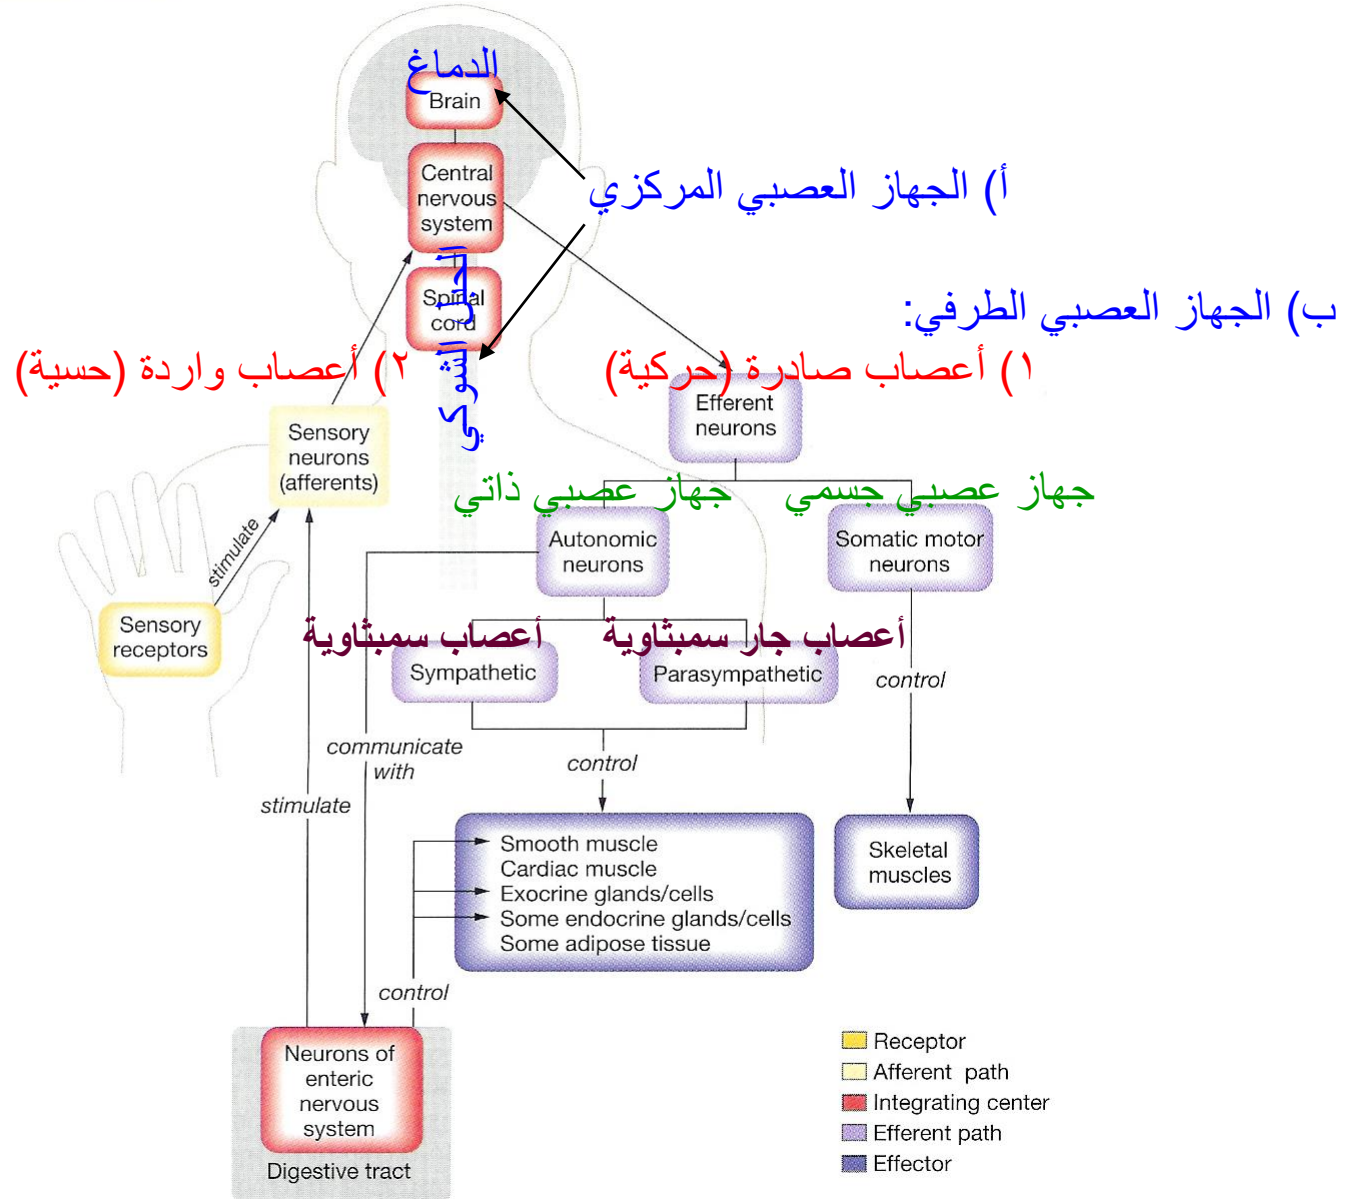 الدماغ
Brain
Central
nervous
system
أ) الجهاز العصبي المركزي
Spinal
cord
الحبل الشوكي
ب) الجهاز العصبي الطرفي:
١) أعصاب صادرة (حركية)
٢) أعصاب واردة (حسية)
Efferent
neurons
Sensory
neurons
(afferents)
جهاز عصبي جسمي
جهاز عصبي ذاتي
Autonomic
neurons
Somatic motor
neurons
stimulate
Sensory
receptors
أعصاب سمبثاوية
أعصاب جار سمبثاوية
Sympathetic
Parasympathetic
control
communicate
with
control
stimulate
Smooth muscle
Cardiac muscle
Exocrine glands/cells
Some endocrine glands/cells
Some adipose tissue
Skeletal
muscles
control
Neurons of
enteric
nervous
system
Digestive tract
Receptor
Afferent path
Integrating center
Efferent path
Effector